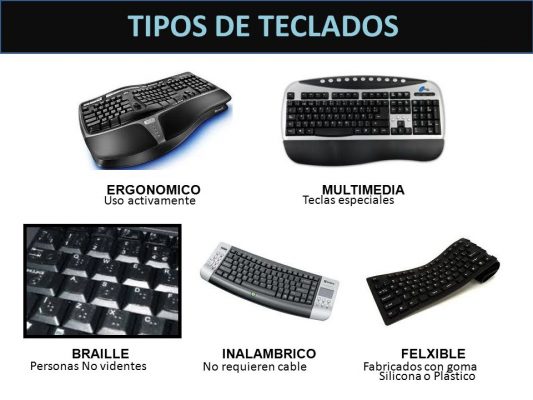 TIPOS DE TECLADOS
ERGONOMICO
Uso activamente
MULTIMEDIA
Teclas especiales
BRAILLE
Personas No videntes
INALAMBRICO
No requieren cable
FELXIBLE
Fabricados con goma
Silicona o Plástico